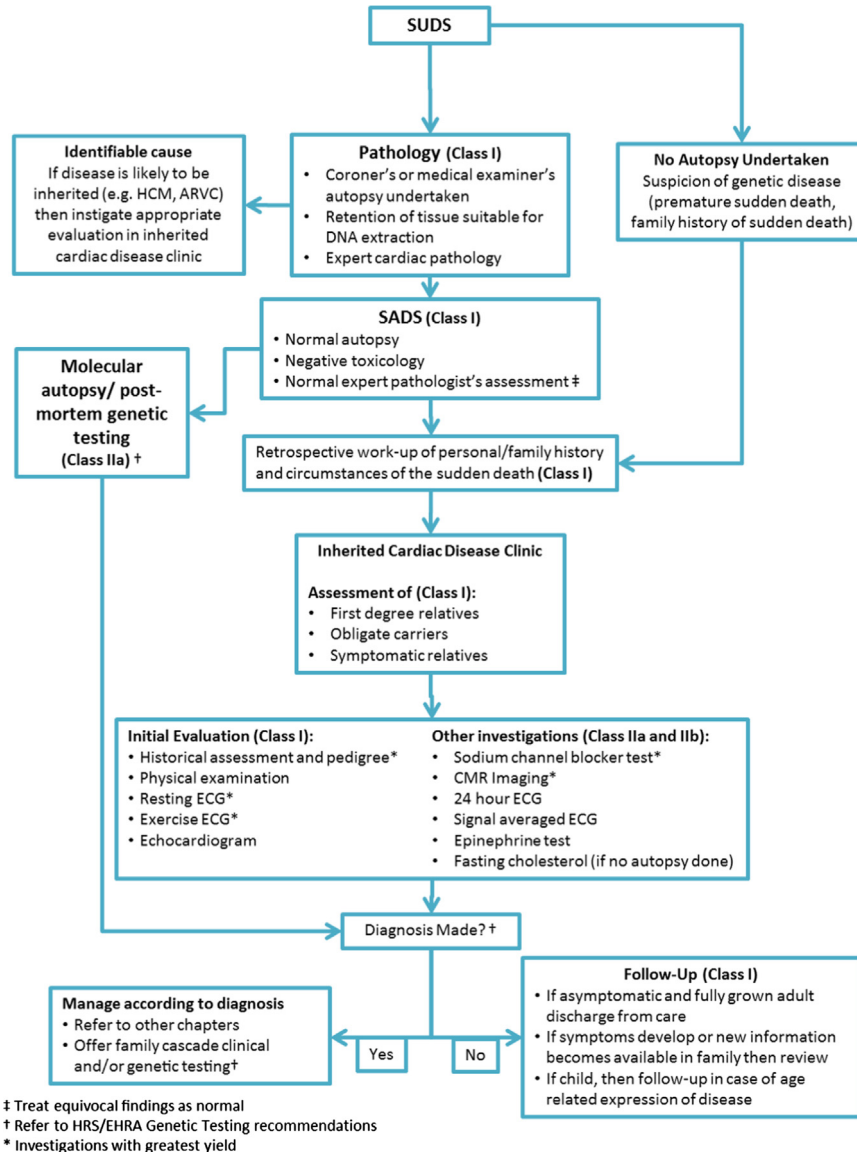 SUDS
Identifiable cause
If disease is likely to be
inherited (e.g. HCM, ARVC)
then instigate appropriate
evaluation in inherited
cardiac disease clinic
Pathology (Class I)
• Coroner's or medical examiner's
autopsy undertaken
• Retention of tissue suitable for
DNA extraction
• Expert cardiac pathology
No Autopsy Undertaken
Suspicion of genetic disease
(premature sudden death,
family history of sudden death)
SADS (Class I)
• Normal autopsy
• Negative toxicology
• Normal expert pathologist's assessment ‡
Molecular
autopsy/ post-
mortem genetic
testing
(Class IIa) †
Retrospective work-up of personal/family history
and circumstances of the sudden death (Class I)
Inherited Cardiac Disease Clinic
Assessment of (Class I):
• First degree relatives
• Obligate carriers
• Symptomatic relatives
Initial Evaluation (Class I):
• Historical assessment and pedigree*
• Physical examination
• Resting ECG*
• Exercise ECG*
• Echocardiogram
Other investigations (Class IIa and IIb):
• Sodium channel blocker test*
• CMR Imaging*
• 24 hour ECG
• Signal averaged ECG
• Epinephrine test
• Fasting cholesterol (if no autopsy done)
Diagnosis Made? †
Manage according to diagnosis
• Refer to other chapters
• Offer family cascade clinical
and/or genetic testing†
Yes
No
Follow-Up (Class I)
• If asymptomatic and fully grown adult
discharge from care
• If symptoms develop or new information
becomes available in family then review
• If child, then follow-up in case of age
related expression of disease
‡ Treat equivocal findings as normal
† Refer to HRS/EHRA Genetic Testing recommendations
* Investigations with greatest yield